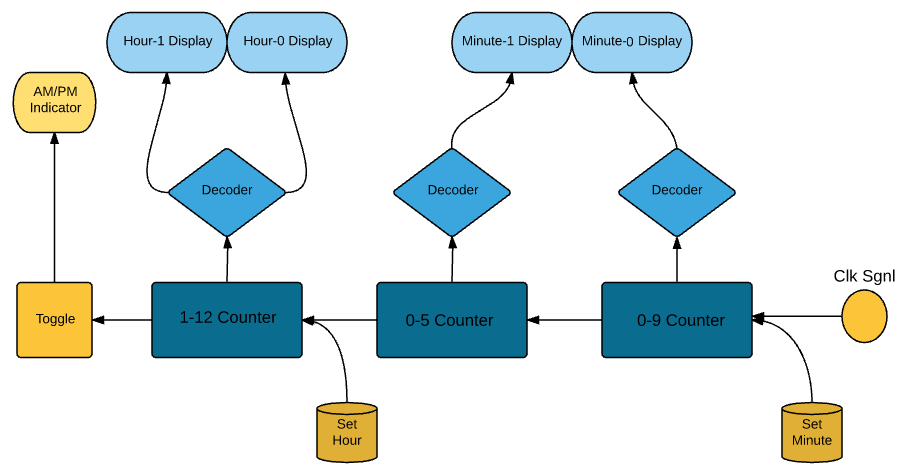 Hour-1 Display
Hour-0 Display
Minute-1 Display
Minute-0 Display
AM/PM
Indicator
Decoder
Decoder
Decoder
Clk Sgnl
Toggle
1-12 Counter
0-5 Counter
0-9 Counter
Set
Hour
Set
Minute